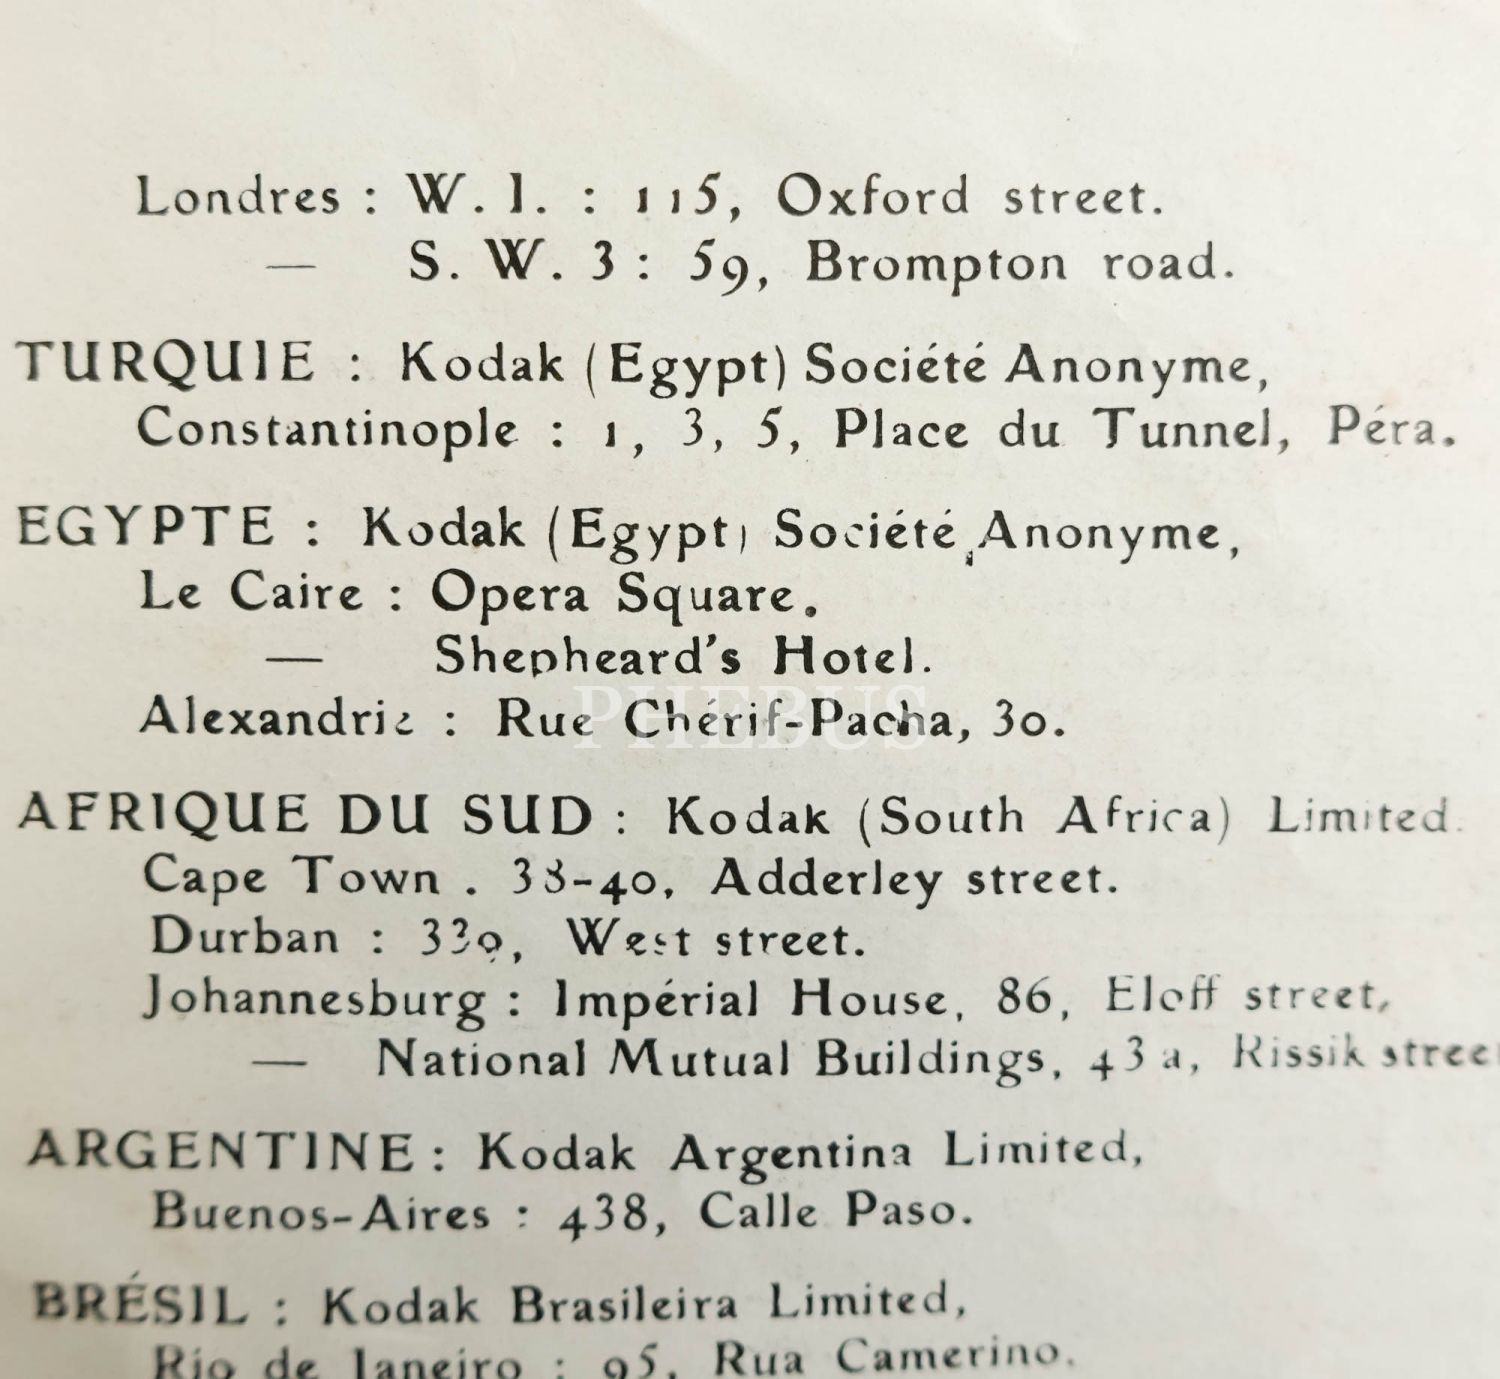 Londres : W. 1. : 115, Oxford street.
— S. W. 3 : 59, Brompton road.
TURQUIE : Kodak (Egypt) Société Anonyme,
Constantinople : 1, 3, 5, Place du Tunnel, Péra.
EGYPTE : Kodak (Egypt) Société Anonyme,
Le Caire : Opera Square.
— Shepheard's Hotel.
Alexandrie : Rue Chérif-Pacha, 30.
PHEBUS
AFRIQUE DU SUD : Kodak (South Africa) Limited.
Cape Town . 38-40, Adderley street.
Durban : 339, West street.
Johannesburg : Impérial House, 86, Eloff street,
— National Mutual Buildings, 43 a, Rissik stree
ARGENTINE : Kodak Argentina Limited,
Buenos-Aires : 438, Calle Paso.
BRÉSIL : Kodak Brasileira Limited,
Rio de Janeiro : 95, Rua Camerino.